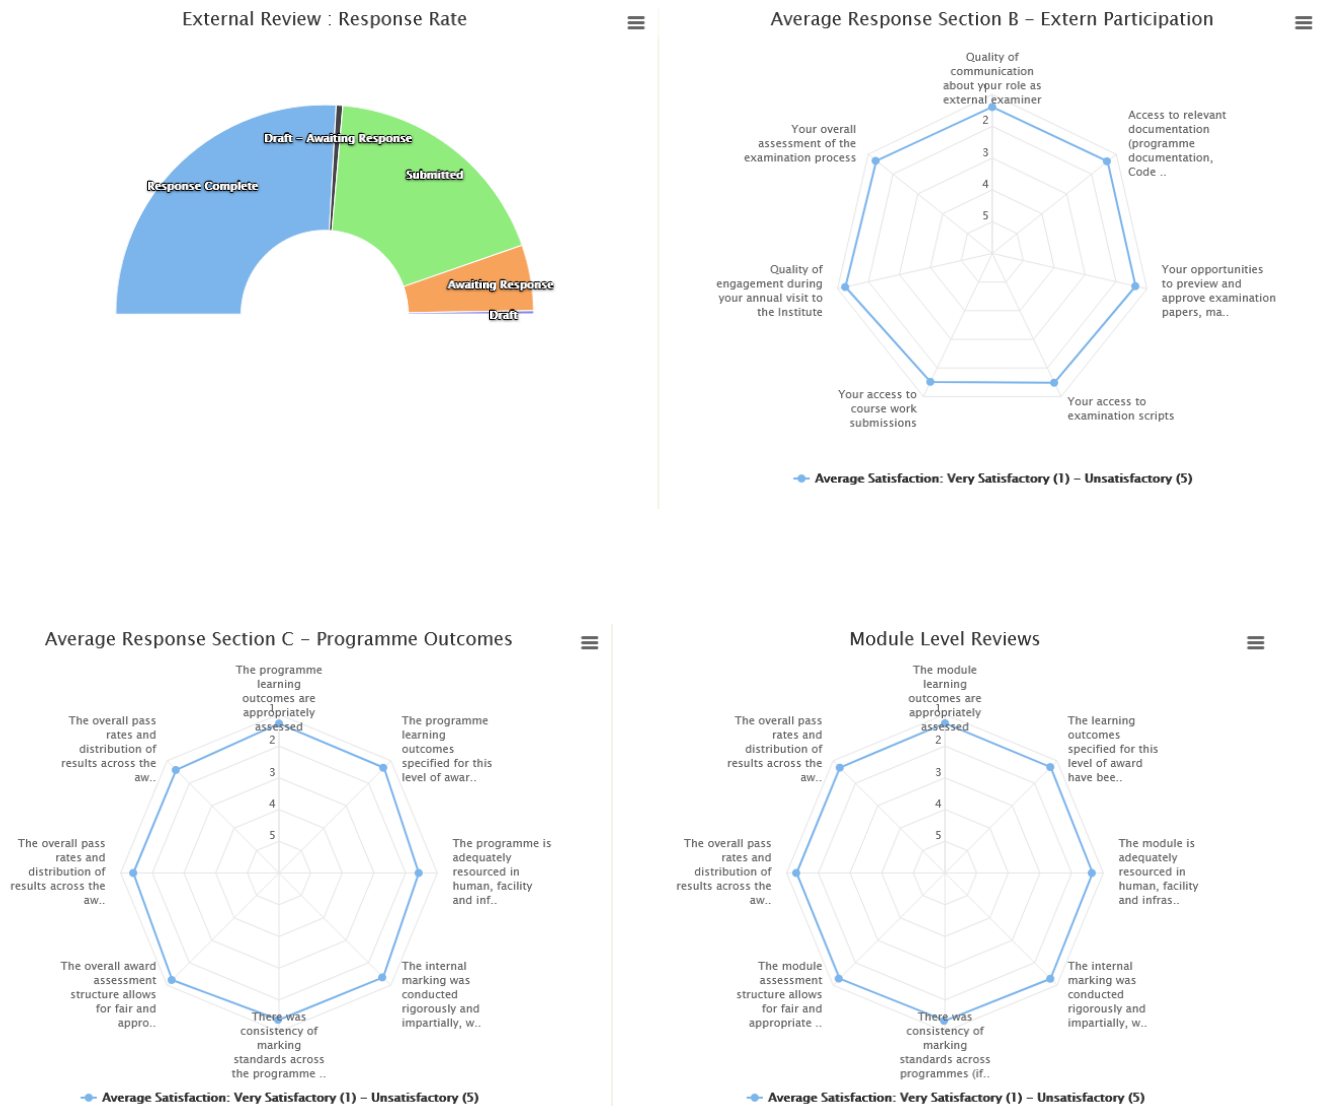 External Review : Response Rate
Draft - Awaiting Response
Submitted
Response Complete
Awaiting Response
Draft
Average Response Section B - Extern Participation
Quality of
communication
about your role as
external examiner
1
2
3
4
5
Access to relevant
documentation
(programme
documentation,
Code ..
Your opportunities
to preview and
approve examination
papers, ma..
Your access to
examination scripts
Your access to
course work
submissions
Quality of
engagement during
your annual visit to
the Institute
Your overall
assessment of the
examination process
Average Satisfaction: Very Satisfactory (1) - Unsatisfactory (5)
Average Response Section C - Programme Outcomes
The programme
learning
outcomes are
appropriately
assessed
1
2
3
4
5
The programme
learning
outcomes
specified for this
level of awar..
The programme is
adequately
resourced in
human, facility
and inf..
The internal
marking was
conducted
rigorously and
impartially, w..
There was
consistency of
marking
standards across
the programme ..
The overall award
assessment
structure allows
for fair and
appro..
The overall pass
rates and
distribution of
results across the
aw..
The overall pass
rates and
distribution of
results across the
aw..
Average Satisfaction: Very Satisfactory (1) - Unsatisfactory (5)
Module Level Reviews
The module
learning
outcomes are
appropriately
assessed
1
2
3
4
5
The learning
outcomes
specified for this
level of award
have bee..
The module is
adequately
resourced in
human, facility
and infras..
The internal
marking was
conducted
rigorously and
impartially, w..
There was
consistency of
marking
standards across
programmes (if..
The module
assessment
structure allows
for fair and
appropriate ..
The overall pass
rates and
distribution of
results across the
aw..
The overall pass
rates and
distribution of
results across the
aw..
Average Satisfaction: Very Satisfactory (1) - Unsatisfactory (5)